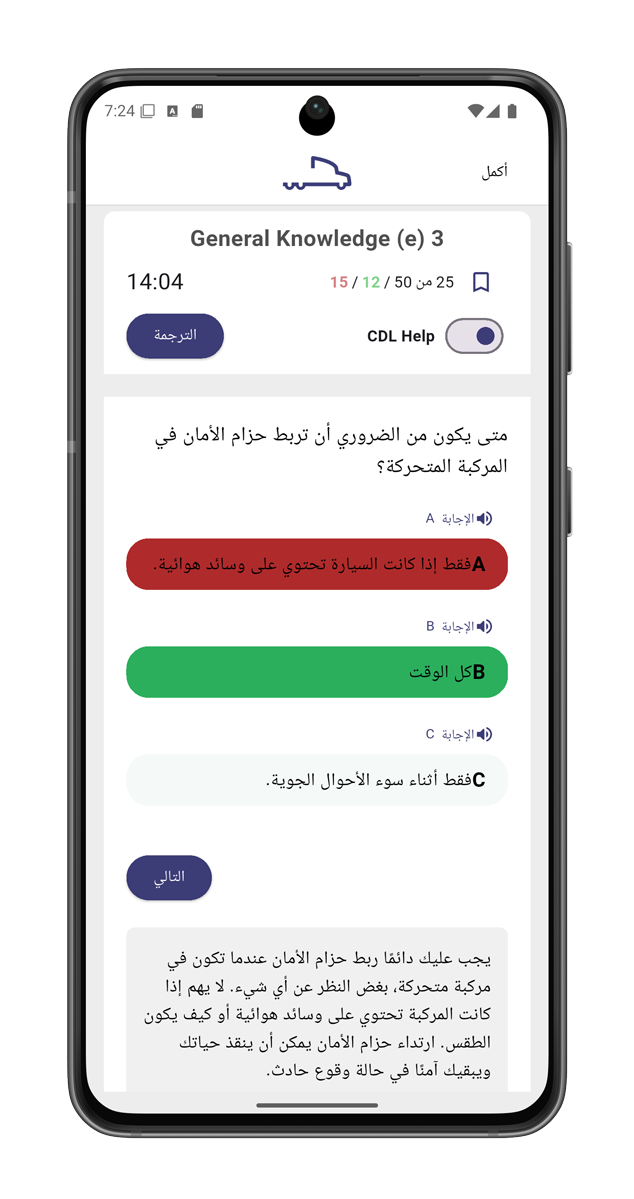 7:24
أكمل
General Knowledge (e) 3
14:04
25 من 50 / 12 / 15
الترجمة
CDL Help
متى يكون من الضروري أن تربط حزام الأمان في
المركبة المتحركة؟
الإجابة A
Aفقط إذا كانت السيارة تحتوي على وسائد هوائية.
الإجابة B
Bكل الوقت
الإجابة C
Cفقط أثناء سوء الأحوال الجوية.
التالي
يجب عليك دائمًا ربط حزام الأمان عندما تكون في
مركبة متحركة، بغض النظر عن أي شيء. لا يهم إذا
كانت المركبة تحتوي على وسائد هوائية أو كيف يكون
الطقس. ارتداء حزام الأمان يمكن أن ينقذ حياتك
ويبقيك آمنًا في حالة وقوع حادث.